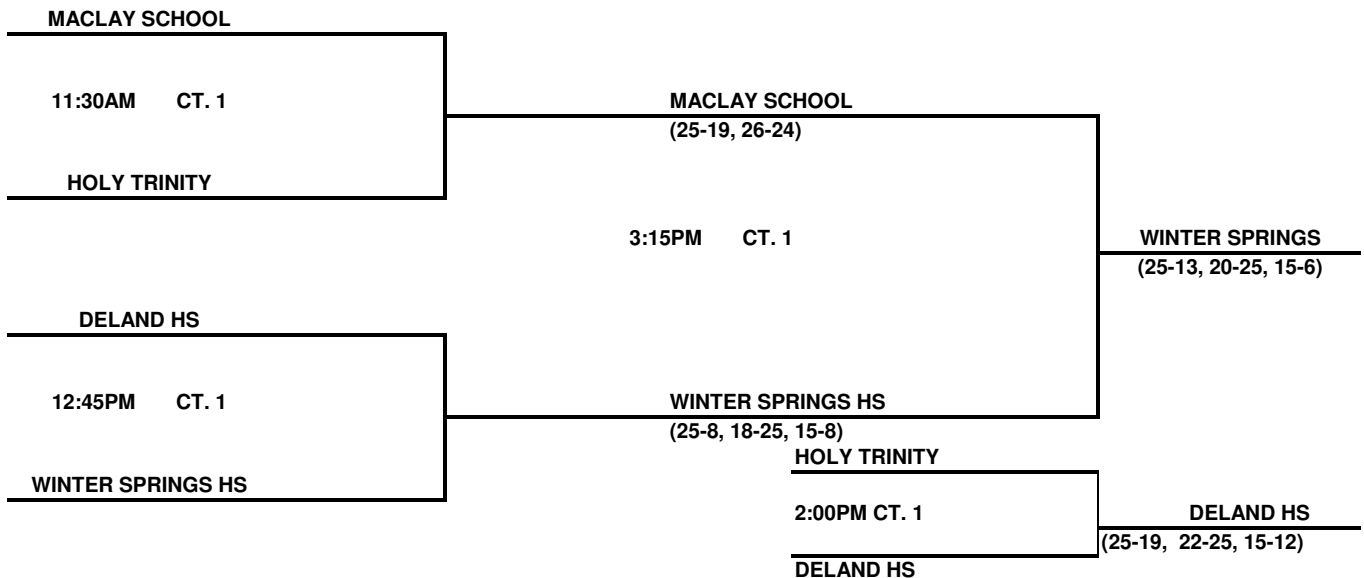 MACLAY SCHOOL
11:30AM CT. 1
MACLAY SCHOOL
(25-19, 26-24)
HOLY TRINITY
3:15PM CT. 1
WINTER SPRINGS
(25-13, 20-25, 15-6)
DELAND HS
12:45PM CT. 1
WINTER SPRINGS HS
(25-8, 18-25, 15-8)
WINTER SPRINGS HS
HOLY TRINITY
2:00PM CT. 1
DELAND HS
(25-19, 22-25, 15-12)
DELAND HS